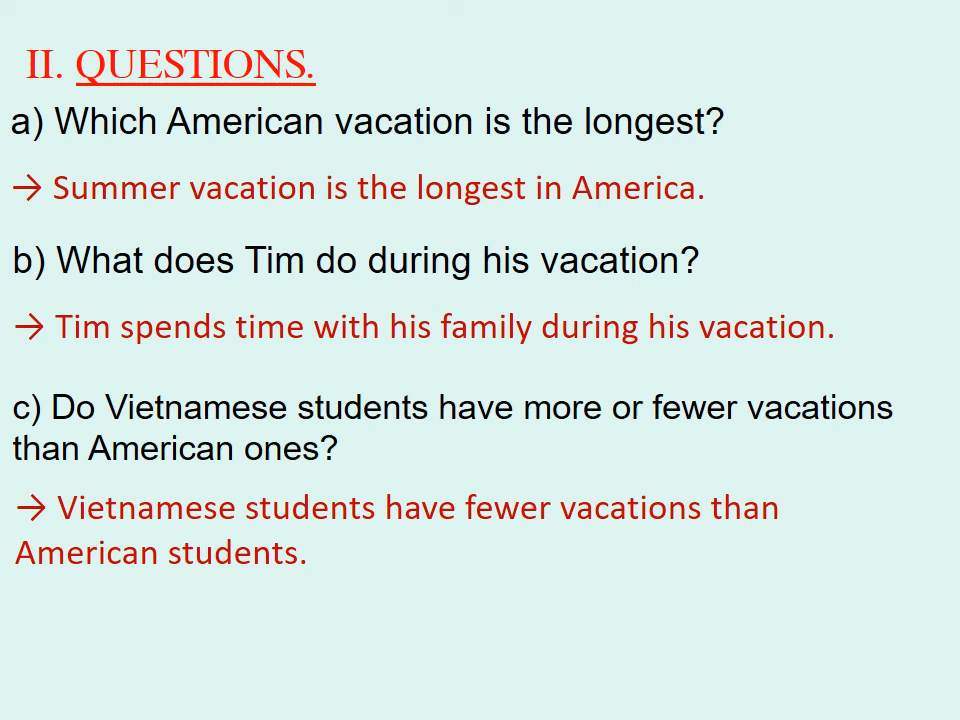 II. QUESTIONS.
a) Which American vacation is the longest?
→ Summer vacation is the longest in America.
b) What does Tim do during his vacation?
→ Tim spends time with his family during his vacation.
c) Do Vietnamese students have more or fewer vacations
than American ones?
→ Vietnamese students have fewer vacations than
American students.